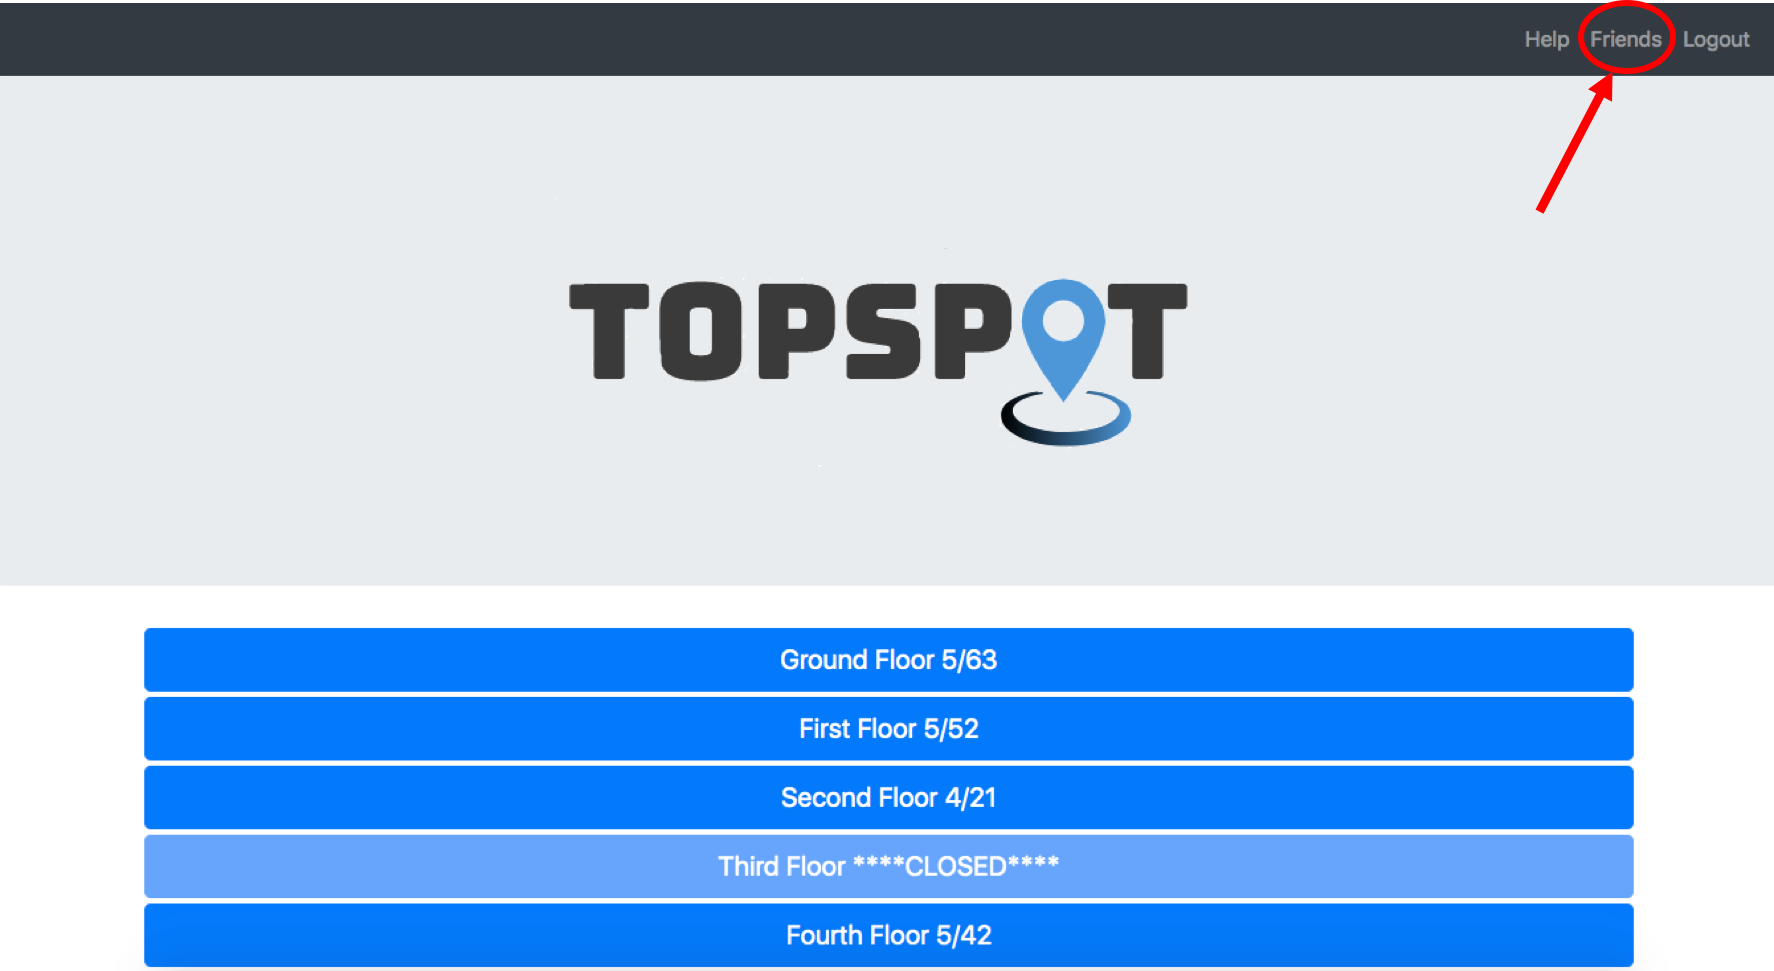 Help Friends Logout
TOPSPOT
Ground Floor 5/63
First Floor 5/52
Second Floor 4/21
Third Floor ****CLOSED****
Fourth Floor 5/42